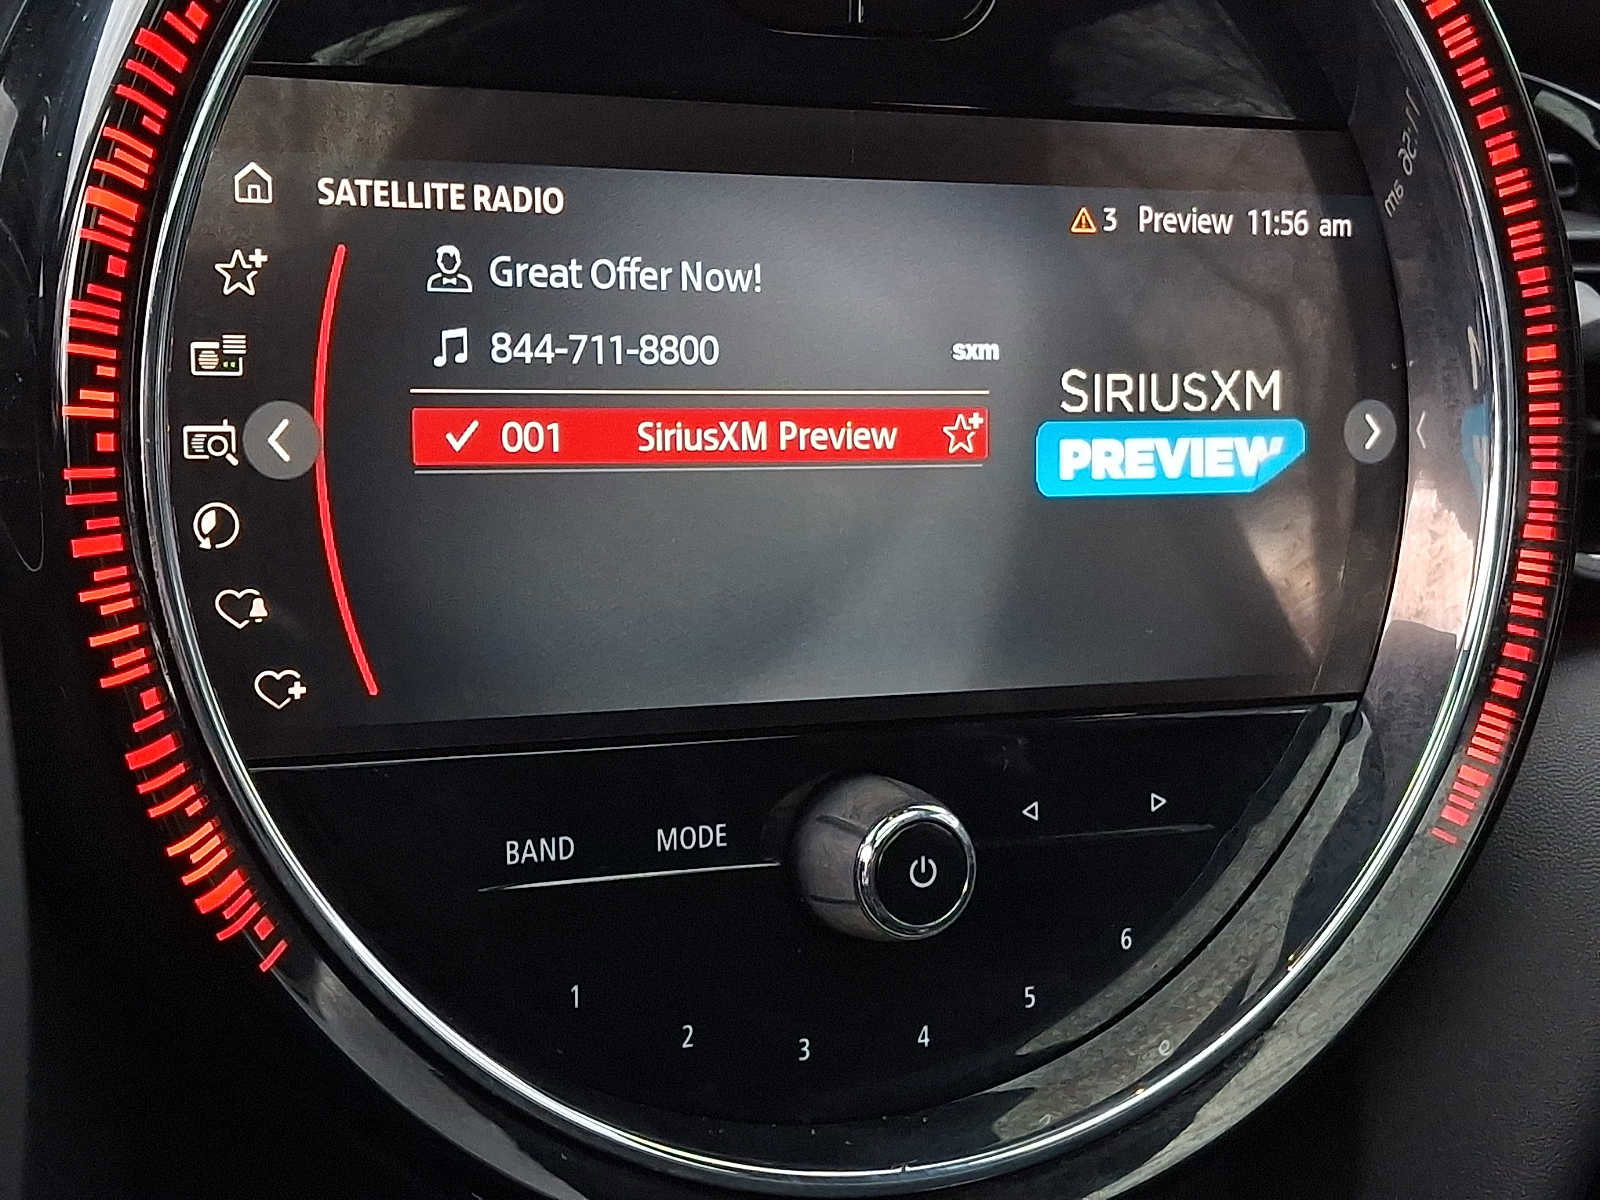 SATELLITE RADIO
3 Preview 11:56 am
Great Offer Now!
844-711-8800 sxm
001 SiriusXM Preview
SIRIUSXM
PREVIEW
BAND MODE
1 2 3 4 5 6